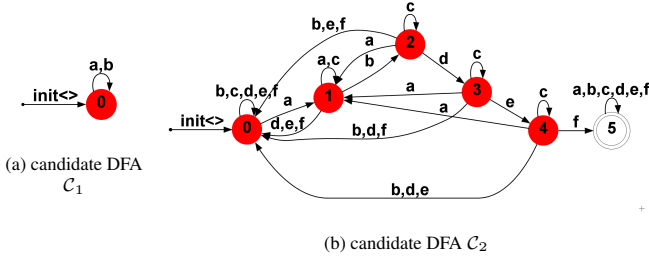 a,b
0
init<>
(a) candidate DFA
C₁
b,e,f
c
2
a
a,c
b
d
c
b,c,d,e,f
1
3
a
a
e
c
a,b,c,d,e,f
init<>
0
d,e,f
b,d,f
a
4
f
5
b,d,e
(b) candidate DFA C₂